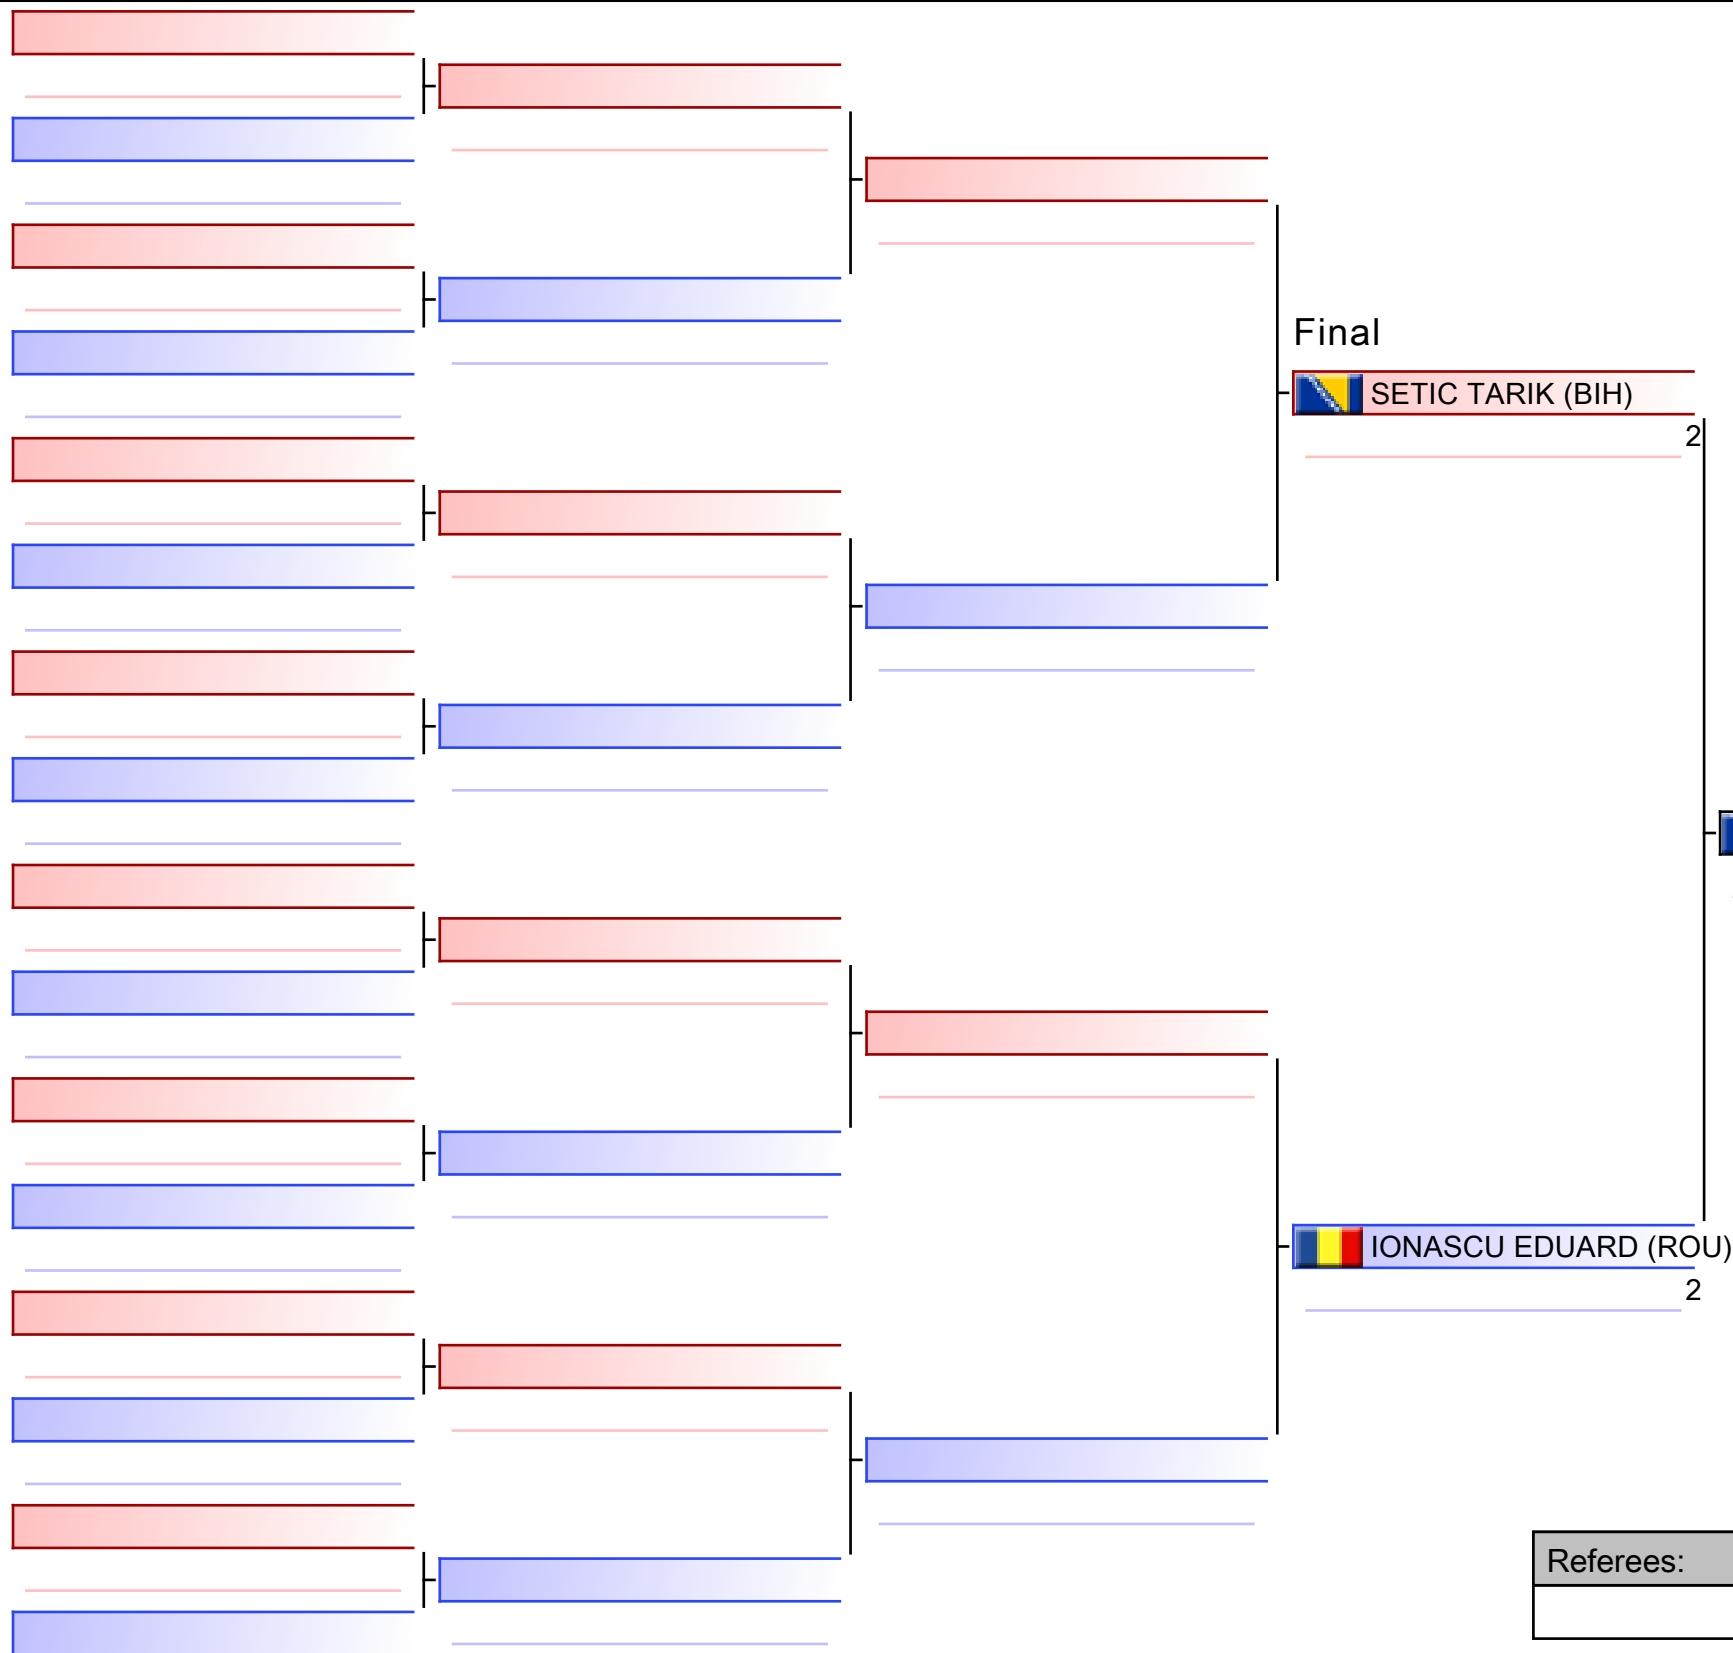 Final
SETIC TARIK (BIH)
2
IONASCU EDUARD (ROU)
2
Referees: